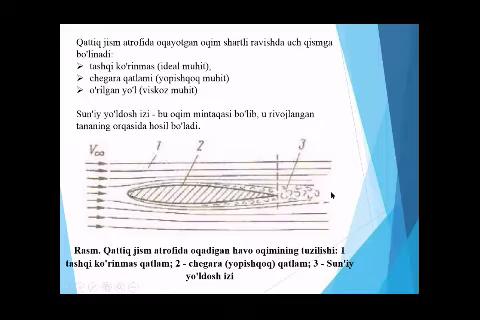 Qattiq jism atrofida oqayotgan oqim shartli ravishda uch qismga
bo'linadi:
➢ tashqi ko'rinmas (ideal muhit),
➢ chegara qatlami (yopishqoq muhit)
➢ o'rilgan yo'l (viskoz muhit)
Sun'iy yo'ldosh izi - bu oqim mintaqasi bo'lib, u rivojlangan
tananing orqasida hosil bo'ladi.
V∞ 1 2 3
Rasm. Qattiq jism atrofida oqadigan havo oqimining tuzilishi: 1
tashqi ko'rinmas qatlam; 2 - chegara (yopishqoq) qatlam; 3 - Sun'iy
yo'ldosh izi